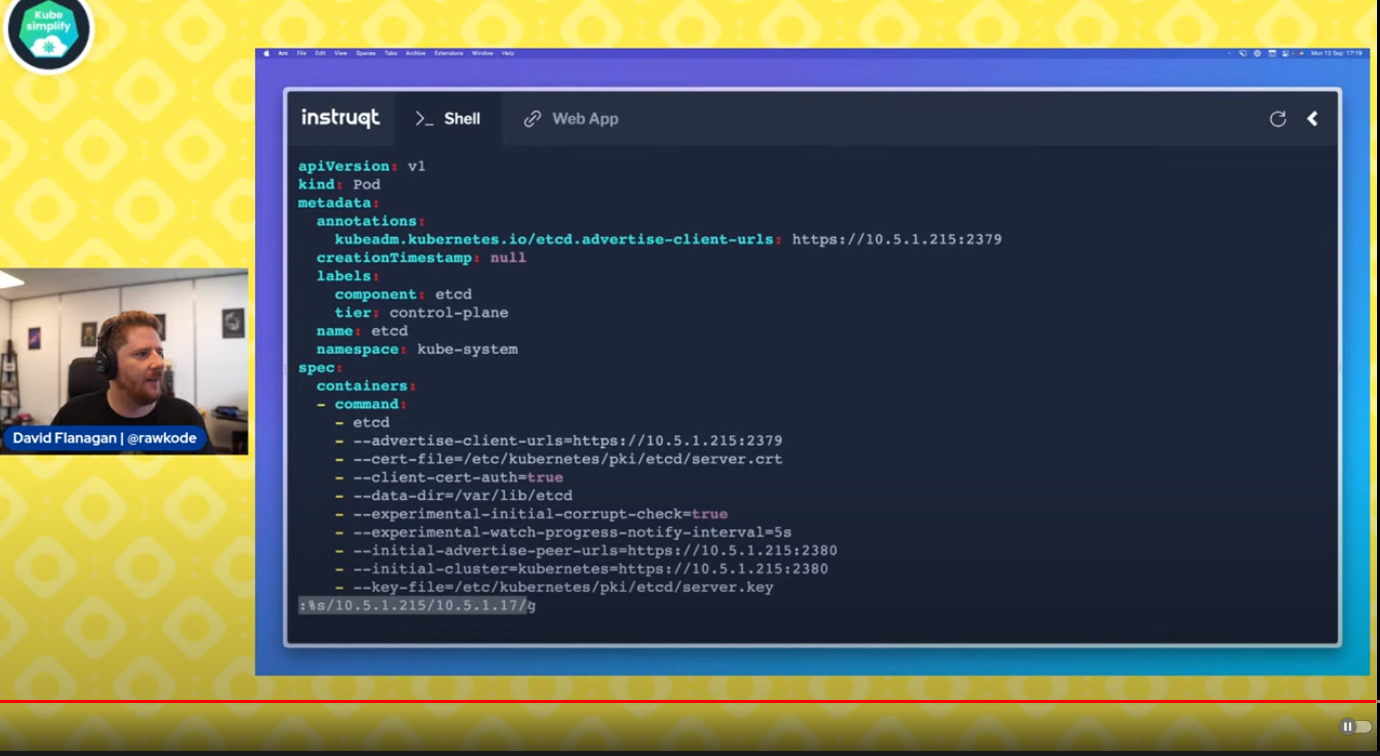 Kube
simplify
Arc File Edit View Spaces Tabs Archive Extensions Window Help
Mon 12 Sep 17:19
instruqt
>_ Shell
Web App
apiVersion: v1
kind: Pod
metadata:
annotations:
kubeadm.kubernetes.io/etcd.advertise-client-urls: https://10.5.1.215:2379
creationTimestamp: null
labels:
component: etcd
tier: control-plane
name: etcd
namespace: kube-system
spec:
containers:
- command:
- etcd
- --advertise-client-urls=https://10.5.1.215:2379
- --cert-file=/etc/kubernetes/pki/etcd/server.crt
- --client-cert-auth=true
- --data-dir=/var/lib/etcd
- --experimental-initial-corrupt-check=true
- --experimental-watch-progress-notify-interval=5s
- --initial-advertise-peer-urls=https://10.5.1.215:2380
- --initial-cluster=kubernetes=https://10.5.1.215:2380
- --key-file=/etc/kubernetes/pki/etcd/server.key
:%s/10.5.1.215/10.5.1.17/g
David Flanagan | @rawkode